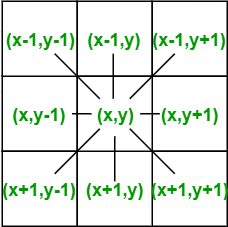 (x-1,y-1) (x-1,y) (x-1,y+1)
(x,y-1) (x,y) (x,y+1)
(x+1,y-1) (x+1,y) (x+1,y+1)